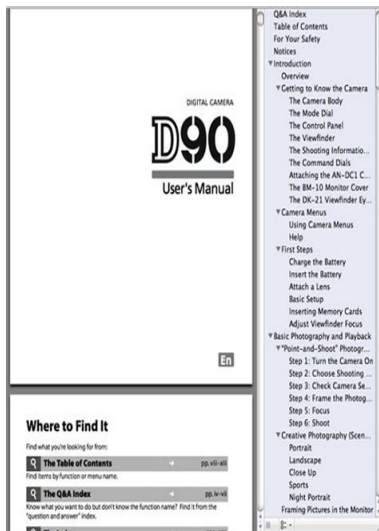 DIGITAL CAMERA
D90
User's Manual
En
Where to Find It
Find what you're looking for from:
The Table of Contents pp. viii-xiii
Find items by function or menu name.
The Q&A Index pp. iv-vii
Know what you want to do but don't know the function name? Find it from the
"question and answer" index.
Q&A Index
Table of Contents
For Your Safety
Notices
Introduction
Overview
Getting to Know the Camera
The Camera Body
The Mode Dial
The Control Panel
The Viewfinder
The Shooting Informatio...
The Command Dials
Attaching the AN-DC1 C...
The BM-10 Monitor Cover
The DK-21 Viewfinder Ey...
Camera Menus
Using Camera Menus
Help
First Steps
Charge the Battery
Insert the Battery
Attach a Lens
Basic Setup
Inserting Memory Cards
Adjust Viewfinder Focus
Basic Photography and Playback
"Point-and-Shoot" Photogr...
Step 1: Turn the Camera On
Step 2: Choose Shooting ...
Step 3: Check Camera Se...
Step 4: Frame the Photog...
Step 5: Focus
Step 6: Shoot
Creative Photography (Scen...
Portrait
Landscape
Close Up
Sports
Night Portrait
Framing Pictures in the Monitor